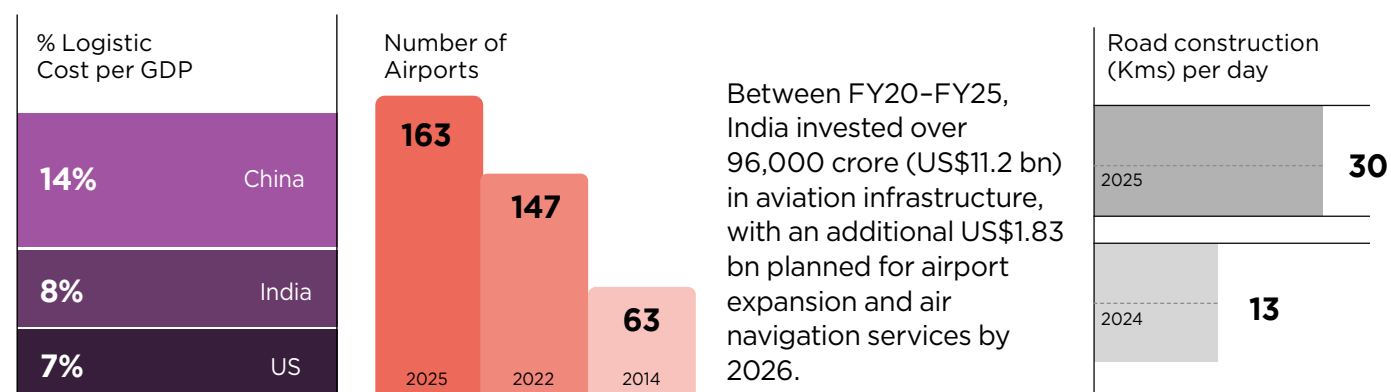 % Logistic
Cost per GDP
14% China
8% India
7% US
Number of
Airports
163
147
63
2025 2022 2014
Between FY20–FY25,
India invested over
96,000 crore (US$11.2 bn)
in aviation infrastructure,
with an additional US$1.83
bn planned for airport
expansion and air
navigation services by
2026.
Road construction
(Kms) per day
2025 30
2024 13